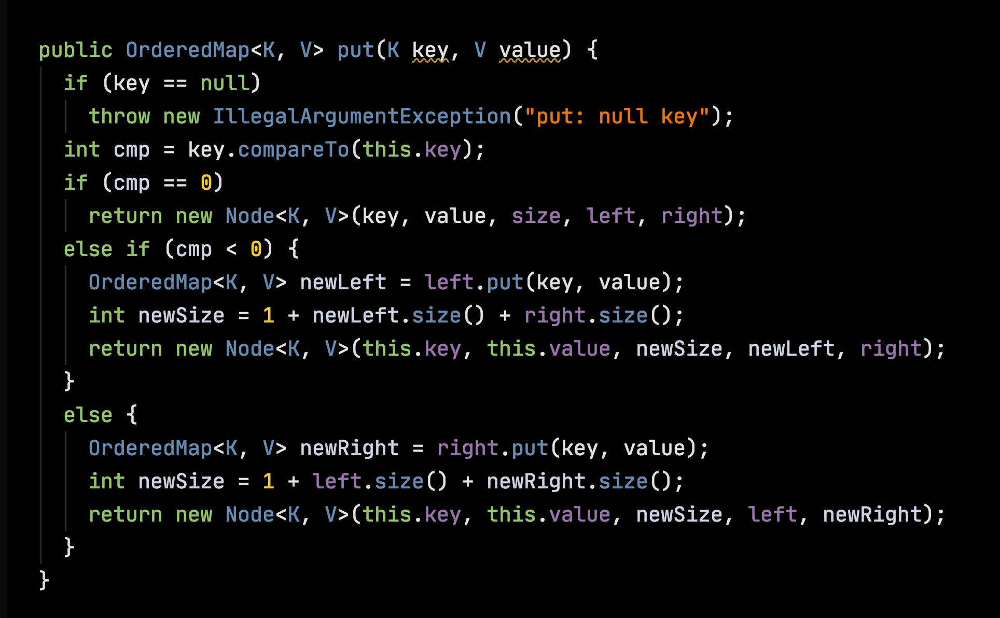 public OrderedMap<K, V> put(K key, V value) {
  if (key == null)
    throw new IllegalArgumentException("put: null key");
  int cmp = key.compareTo(this.key);
  if (cmp == 0)
    return new Node<K, V>(key, value, size, left, right);
  else if (cmp < 0) {
    OrderedMap<K, V> newLeft = left.put(key, value);
    int newSize = 1 + newLeft.size() + right.size();
    return new Node<K, V>(this.key, this.value, newSize, newLeft, right);
  }
  else {
    OrderedMap<K, V> newRight = right.put(key, value);
    int newSize = 1 + left.size() + newRight.size();
    return new Node<K, V>(this.key, this.value, newSize, left, newRight);
  }
}